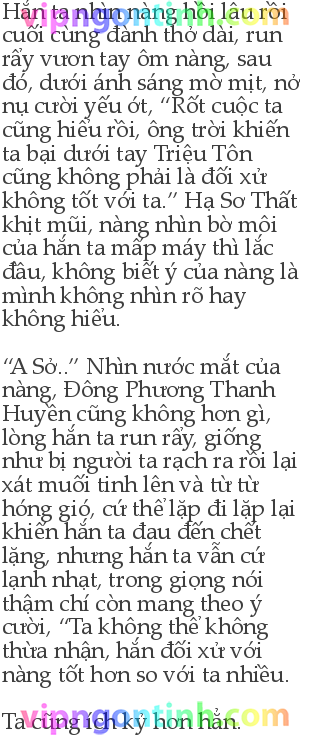 Hắn ta nhìn nàng hồi lâu rồi
cuối cùng đành thở dài, run
rẩy vươn tay ôm nàng, sau
đó, dưới ánh sáng mờ mịt, nở
nụ cười yếu ớt, “Rốt cuộc ta
cũng hiểu rồi, ông trời khiến
ta bại dưới tay Triệu Tôn
cũng không phải là đối xử
không tốt với ta.” Hạ Sơ Thất
khịt mũi, nàng nhìn bờ môi
của hắn ta mấp máy thì lắc
đầu, không biết ý của nàng là
mình không nhìn rõ hay
không hiểu.
“A Sở..” Nhìn nước mắt của
nàng, Đông Phương Thanh
Huyền cũng không hơn gì,
lòng hắn ta run rẩy, giống
như bị người ta rạch ra rồi lại
xát muối tinh lên và từ từ
hóng gió, cứ thể lặp đi lặp lại
khiến hắn ta đau đến chết
lặng, nhưng hắn ta vẫn cứ
lạnh nhạt, trong giọng nói
thậm chí còn mang theo ý
cười, “Ta không thể không
thừa nhận, hắn đối xử với
nàng tốt hơn so với ta nhiều.
Ta cũng ích kỷ hơn hắn.
vipngontinh.com
vipngontinh.com